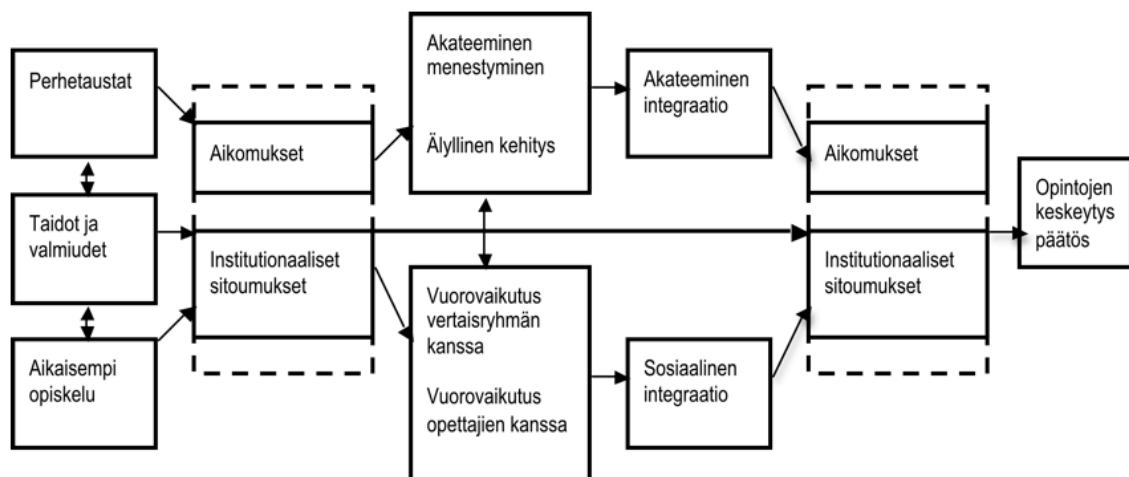 Perhetaustat
Taidot ja
valmiudet
Aikaisempi
opiskelu
Aikomukset
Institutionaaliset
sitoumukset
Akateeminen
menestyminen
Älyllinen kehitys
Vuorovaikutus
vertaisryhmän
kanssa
Vuorovaikutus
opettajien kanssa
Akateeminen
integraatio
Sosiaalinen
integraatio
Aikomukset
Institutionaaliset
sitoumukset
Opintojen
keskeytys
päätös